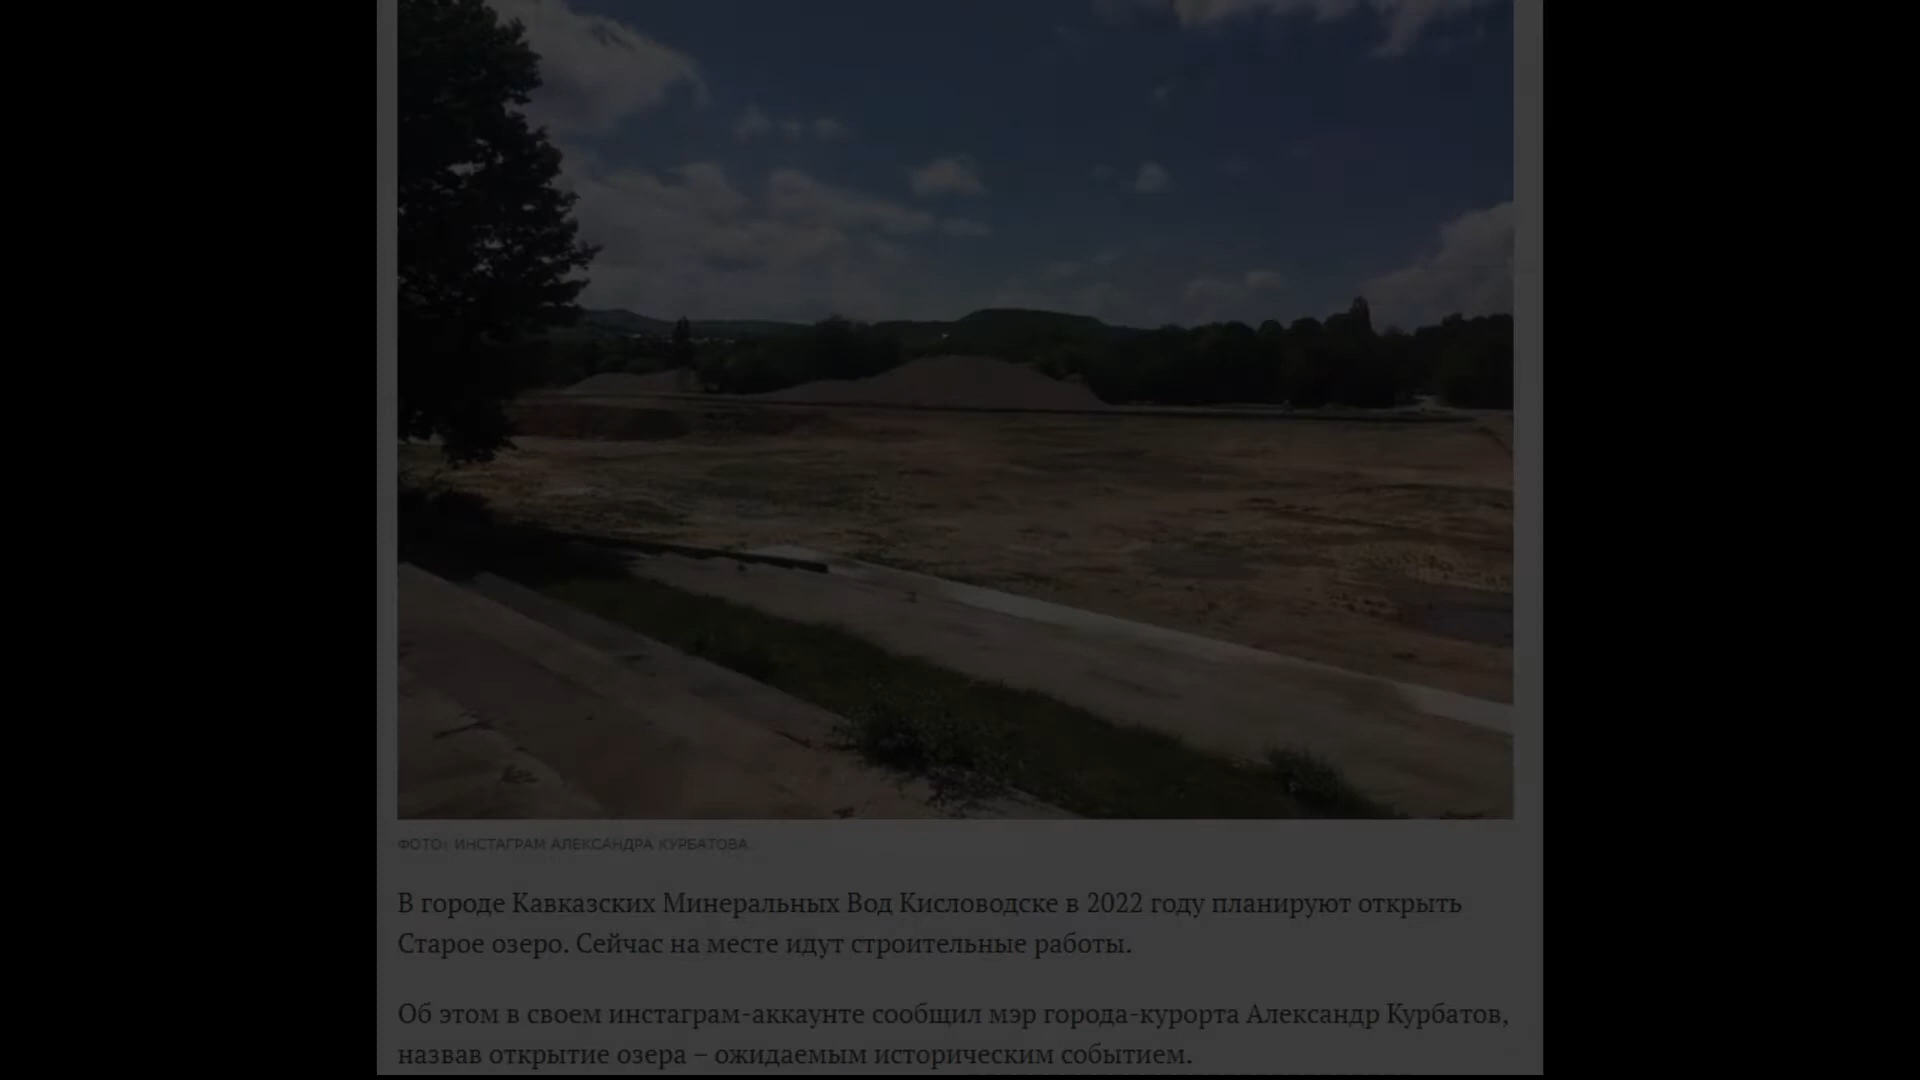 ФОТО: ИНСТАГРАМ АЛЕКСАНДРА КУРБАТОВА.
В городе Кавказских Минеральных Вод Кисловодске в 2022 году планируют открыть
Старое озеро. Сейчас на месте идут строительные работы.
Об этом в своем инстаграм-аккаунте сообщил мэр города-курорта Александр Курбатов,
назвав открытие озера – ожидаемым историческим событием.